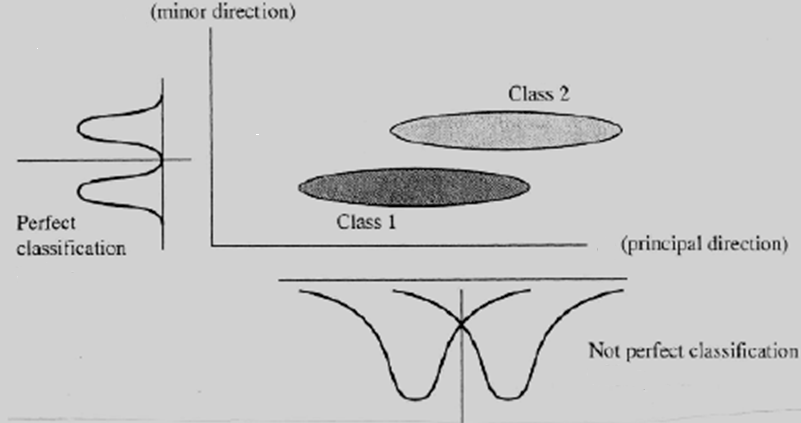 (minor direction)
Class 2
Class 1
Perfect
classification
(principal direction)
Not perfect classification